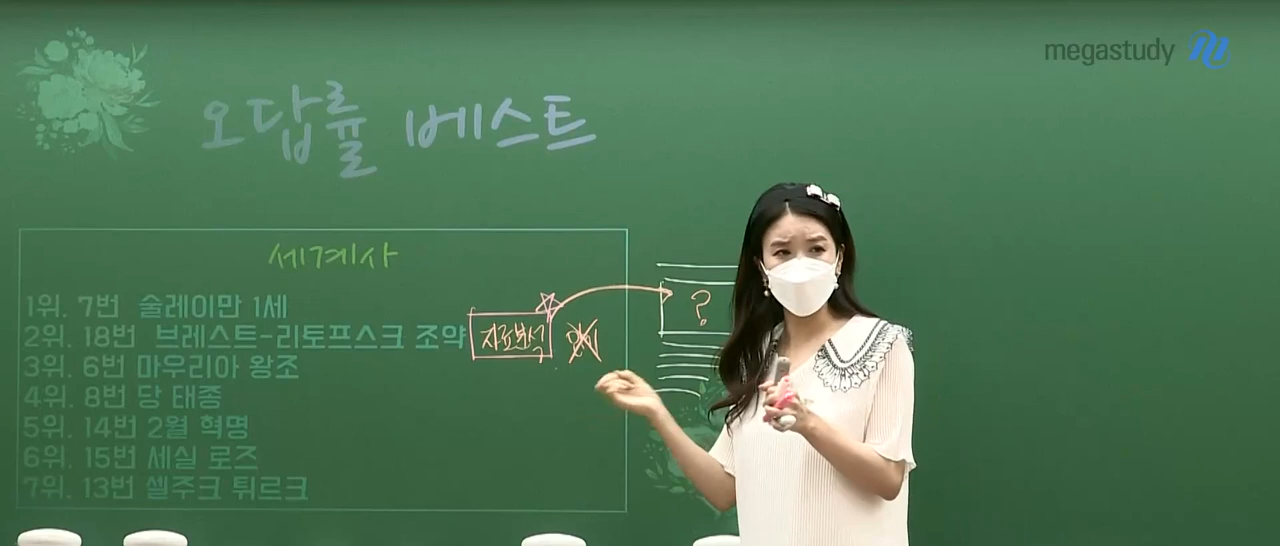 megastudy
오답률 베스트
세계사
1위. 7번 술레이만 1세
2위. 18번 브레스트-리토프스크 조약
자료분석
?
3위. 6번 마우리아 왕조
4위. 8번 당 태종
5위. 14번 2월 혁명
6위. 15번 세실 로즈
7위. 13번 셀주크 튀르크